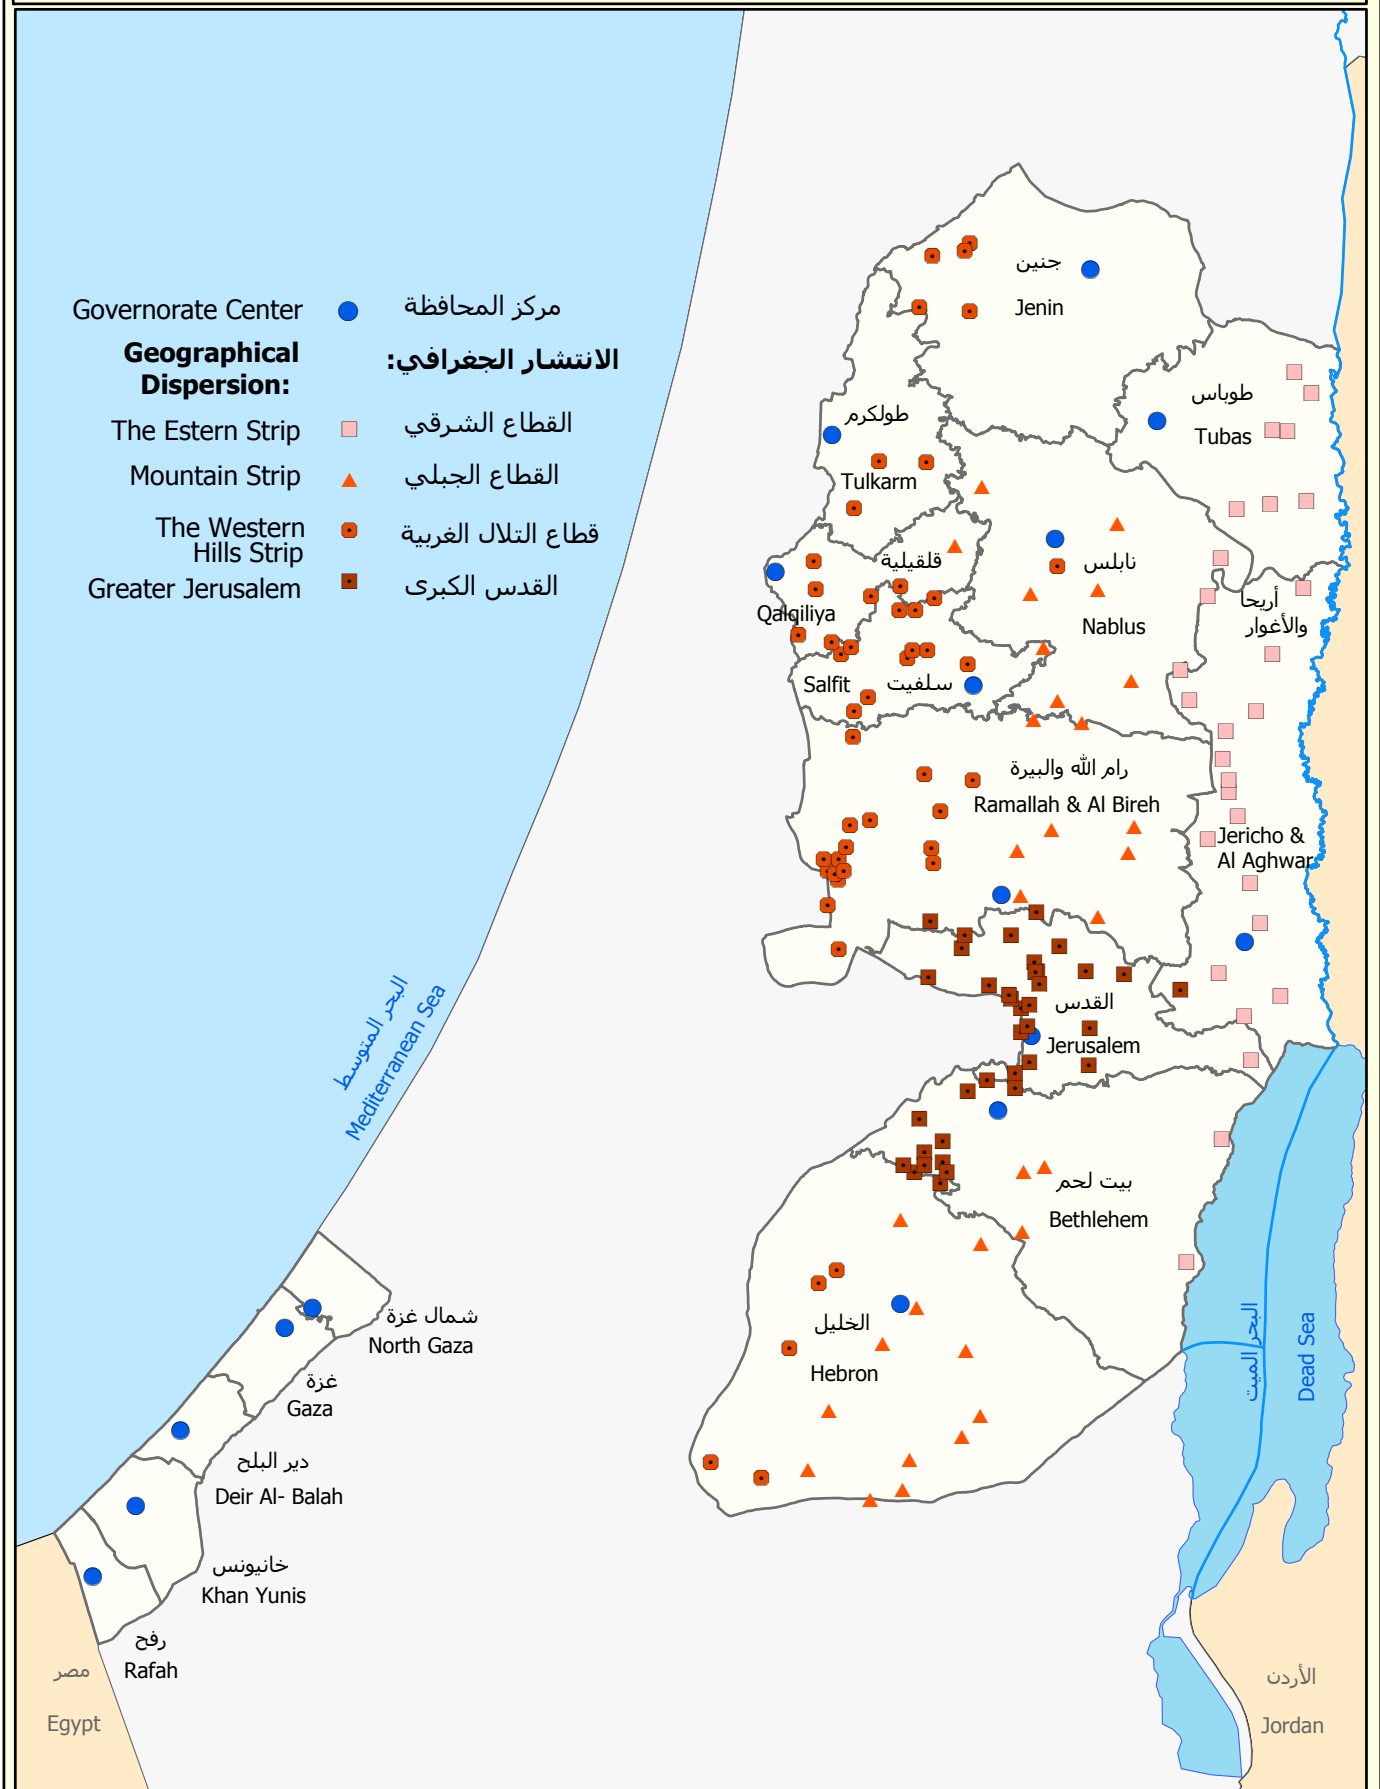 Governorate Center
مركز المحافظة
Geographical
Dispersion:
الانتشار الجغرافي:
The Estern Strip
القطاع الشرقي
Mountain Strip
القطاع الجبلي
The Western
Hills Strip
قطاع التلال الغربية
Greater Jerusalem
القدس الكبرى
جنين
Jenin
طوباس
Tubas
طولكرم
Tulkarm
قلقيلية
Qalqiliya
نابلس
Nablus
أريحا
والأغوار
Salfit
سلفيت
رام الله والبيرة
Ramallah & Al Bireh
Jericho &
Al Aghwar
القدس
Jerusalem
البحر المتوسط
Mediterranean Sea
بيت لحم
Bethlehem
الخليل
Hebron
البحر الميت
Dead Sea
شمال غزة
North Gaza
غزة
Gaza
دير البلح
Deir Al- Balah
خانيونس
Khan Yunis
رفح
Rafah
مصر
Egypt
الأردن
Jordan